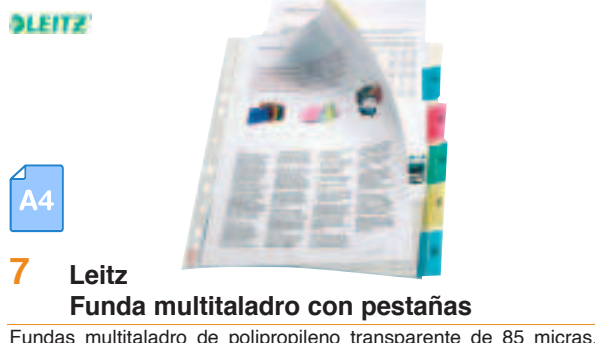 LEITZ
A4
7 Leitz
Funda multitaladro con pestañas
Fundas multitaladro de polipropileno transparente de 85 micras.